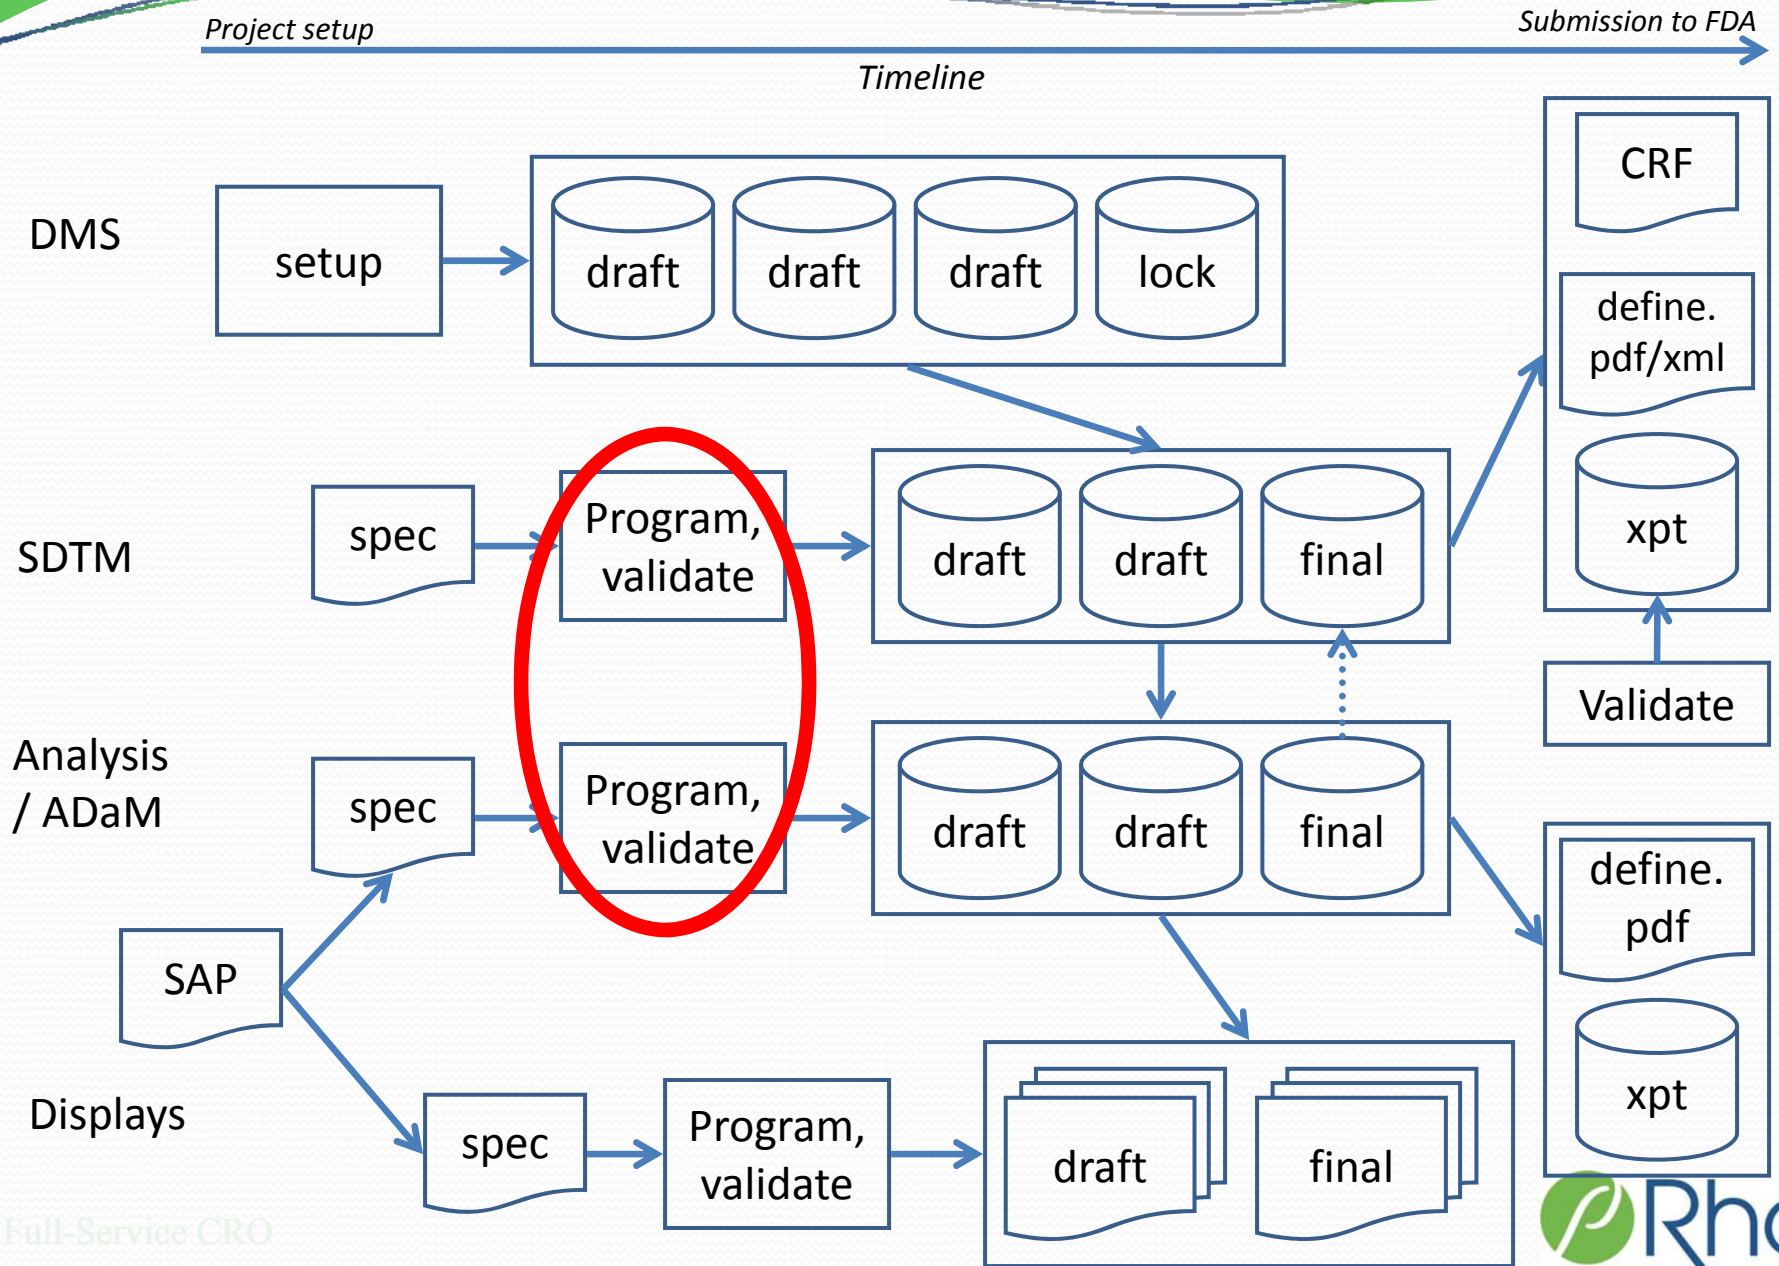 Project setup
Submission to FDA
Timeline
DMS
setup
draft
draft
draft
lock
CRF
define.
pdf/xml
xpt
SDTM
spec
Program,
validate
draft
draft
final
Validate
Analysis
/ ADaM
spec
Program,
validate
draft
draft
final
define.
pdf
xpt
SAP
Displays
spec
Program,
validate
draft
final
Full-Service CRO
Rho